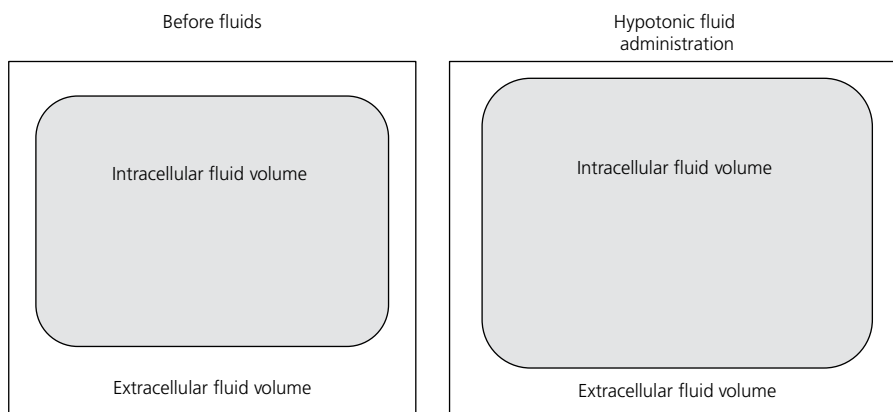 Before fluids
Intracellular fluid volume
Extracellular fluid volume
Hypotonic fluid
administration
Intracellular fluid volume
Extracellular fluid volume